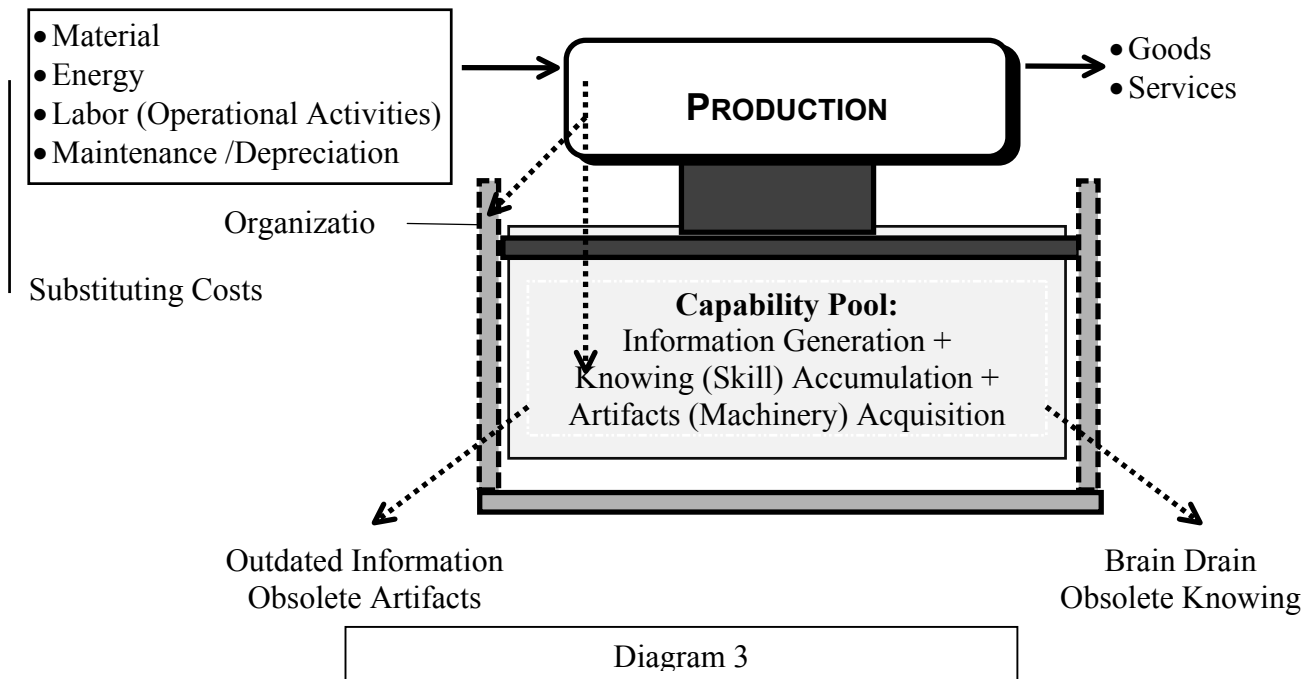 • Material
• Energy
• Labor (Operational Activities)
• Maintenance /Depreciation
PRODUCTION
• Goods
• Services
Organizatio
Substituting Costs
Capability Pool:
Information Generation +
Knowing (Skill) Accumulation +
Artifacts (Machinery) Acquisition
Outdated Information
Obsolete Artifacts
Brain Drain
Obsolete Knowing
Diagram 3